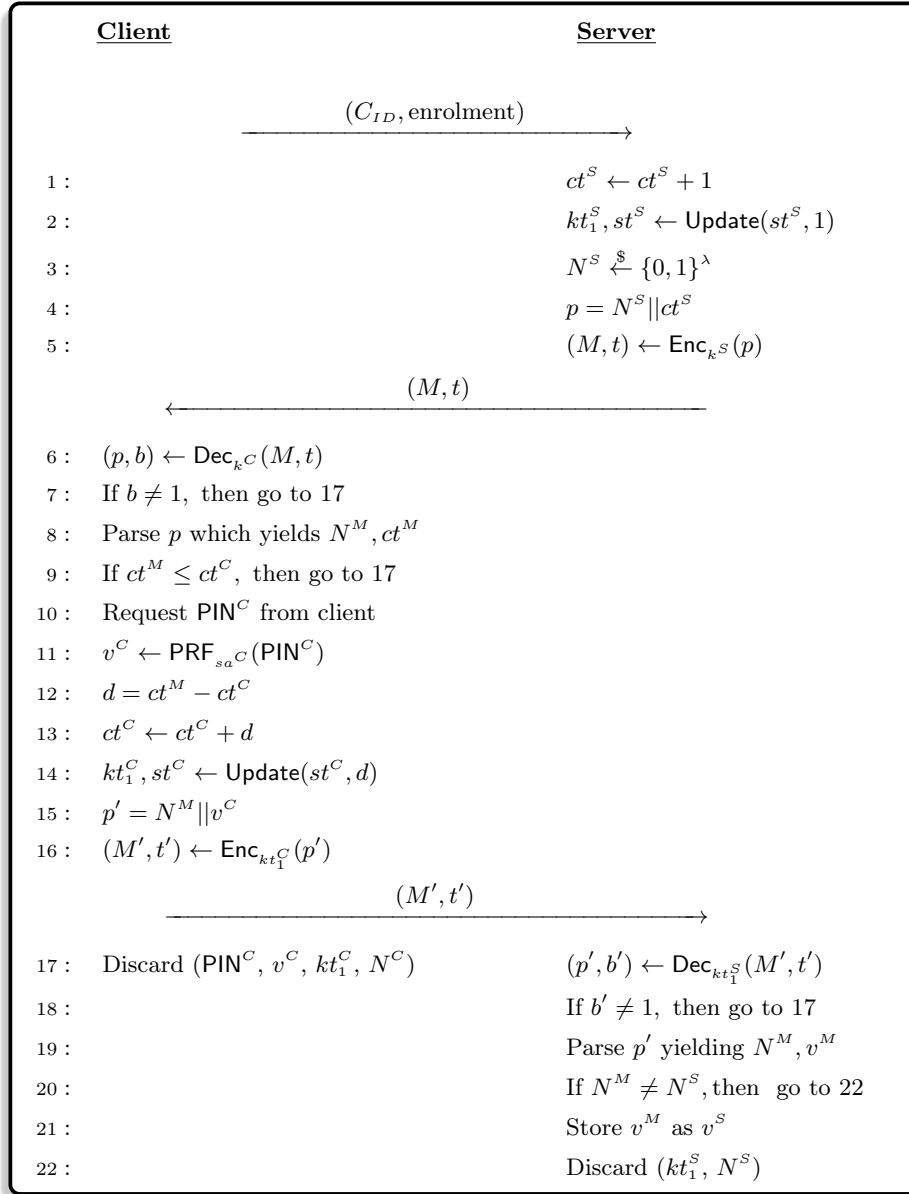 Client Server
(C_{ID}, enrolment)
1 : ct^S ← ct^S + 1
2 : kt_1^S, st^S ← Update(st^S, 1)
3 : N^S ←$ {0, 1}^λ
4 : p = N^S||ct^S
5 : (M, t) ← Enc_{k^S}(p)
(M, t)
6 : (p, b) ← Dec_{k^C}(M, t)
7 : If b ≠ 1, then go to 17
8 : Parse p which yields N^M, ct^M
9 : If ct^M ≤ ct^C, then go to 17
10 : Request PIN^C from client
11 : v^C ← PRF_{sa^C}(PIN^C)
12 : d = ct^M − ct^C
13 : ct^C ← ct^C + d
14 : kt_1^C, st^C ← Update(st^C, d)
15 : p′ = N^M||v^C
16 : (M′, t′) ← Enc_{kt_1^C}(p′)
(M′, t′)
17 : Discard (PIN^C, v^C, kt_1^C, N^C) (p′, b′) ← Dec_{kt_1^S}(M′, t′)
18 : If b′ ≠ 1, then go to 17
19 : Parse p′ yielding N^M, v^M
20 : If N^M ≠ N^S, then go to 22
21 : Store v^M as v^S
22 : Discard (kt_1^S, N^S)